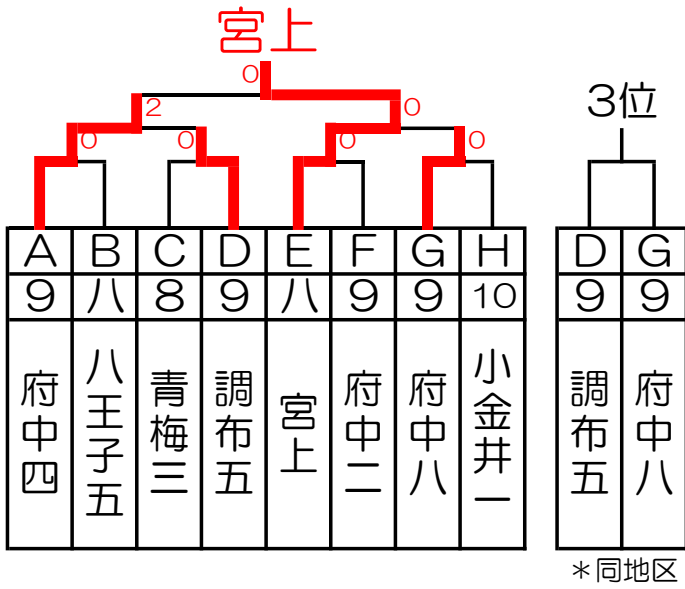 宮上
0
2 0
0 0 0 0
3位
A B C D E F G H
9 八 8 9 八 9 9 10
府中四
八王子五
青梅三
調布五
宮上
府中二
府中八
小金井一
D G
9 9
調布五
府中八
＊同地区